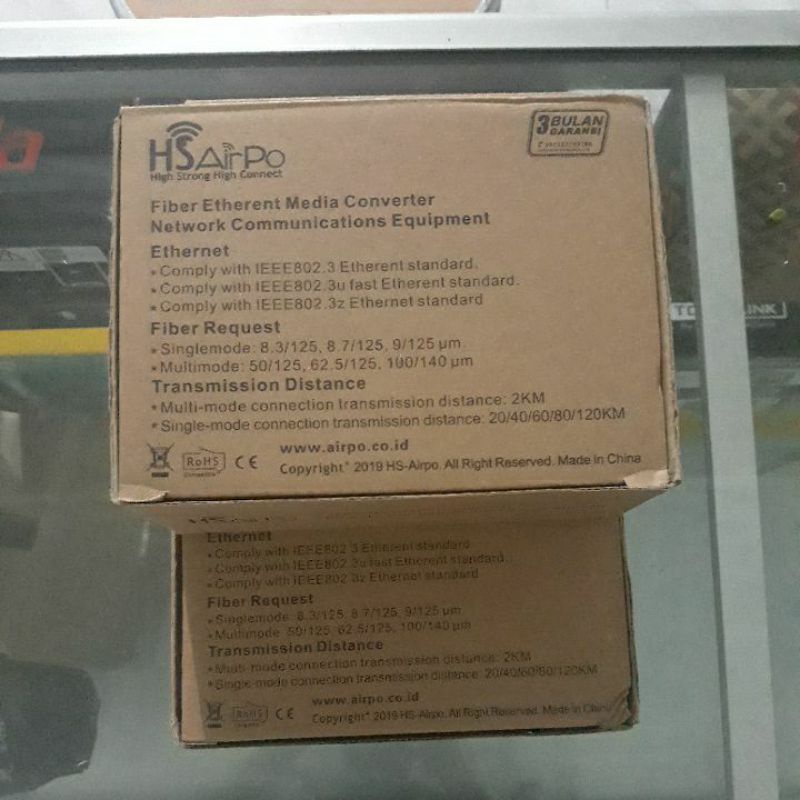 HSAirPo
High Strong High Connect
3 BULAN
GARANSI
Fiber Etherent Media Converter
Network Communications Equipment
Ethernet
• Comply with IEEE802.3 Etherent standard.
• Comply with IEEE802.3u fast Etherent standard.
• Comply with IEEE802.3z Ethernet standard
Fiber Request
• Singlemode: 8.3/125, 8.7/125, 9/125 μm.
• Multimode: 50/125, 62.5/125, 100/140 μm
Transmission Distance
• Multi-mode connection transmission distance: 2KM
• Single-mode connection transmission distance: 20/40/60/80/120KM
RoHS
CE
www.airpo.co.id
Copyright® 2019 HS-Airpo. All Right Reserved. Made In China
Ethernet
• Comply with IEEE802.3 Etherent standard
• Comply with IEEE802.3u fast Etherent standard.
• Comply with IEEE802.3z Ethernet standard
Fiber Request
• Singlemode: 8.3/125, 8.7/125, 9/125 μm
• Multimode: 50/125, 62.5/125, 100/140 μm
Transmission Distance
• Multi-mode connection transmission distance: 2KM
• Single-mode connection transmission distance: 20/40/60/80/120KM
RoHS
CE
www.airpo.co.id
Copyright® 2019 HS-Airpo. All Right Reserved. Made In China
LINK